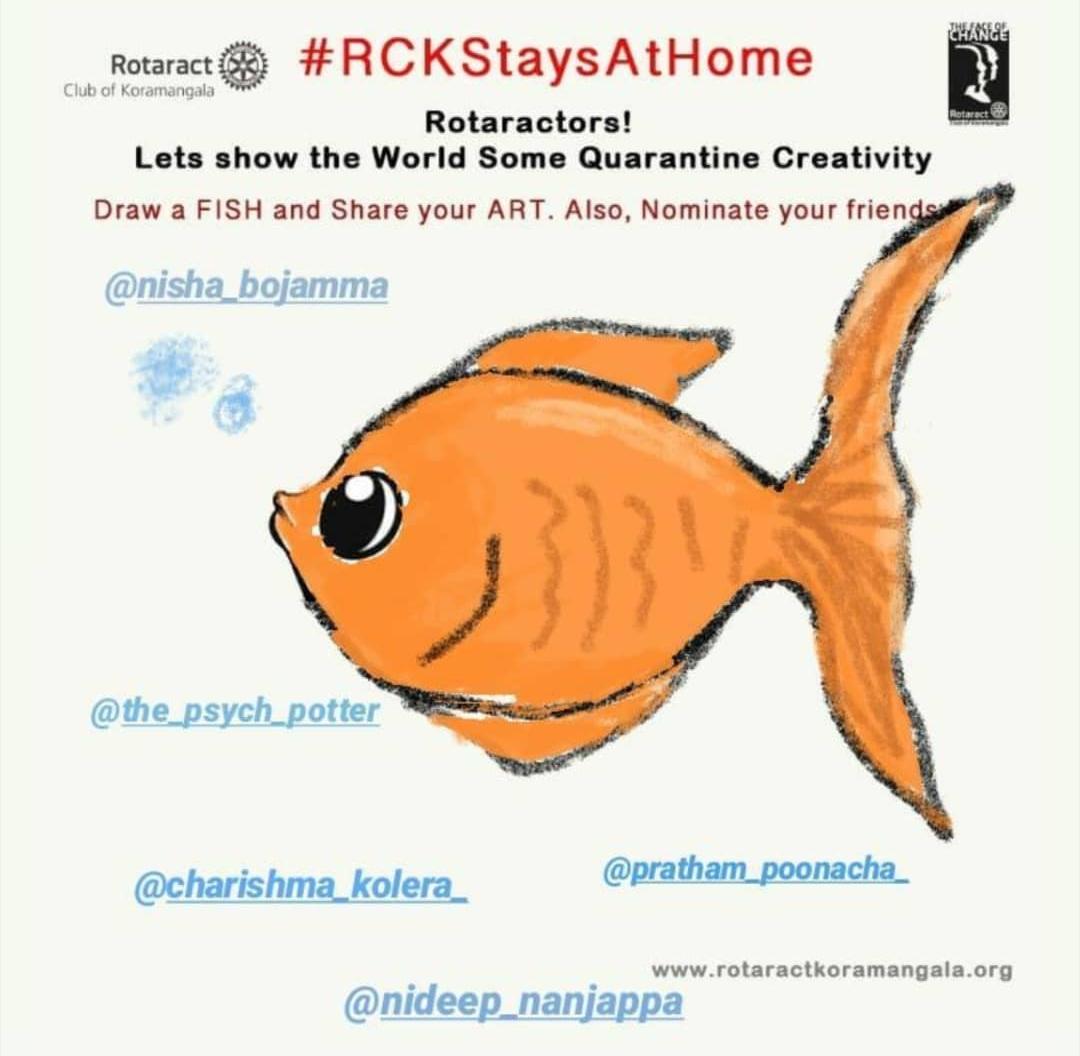 Rotaract
Club of Koramangala
#RCKStaysAtHome
THE FACE OF
CHANGE
Rotaract
Club of Koramangala
Rotaractors!
Lets show the World Some Quarantine Creativity
Draw a FISH and Share your ART. Also, Nominate your friends
@nisha_bojamma
@the_psych_potter
@charishma_kolera_
@pratham_poonacha_
www.rotaractkoramangala.org
@nideep_nanjappa